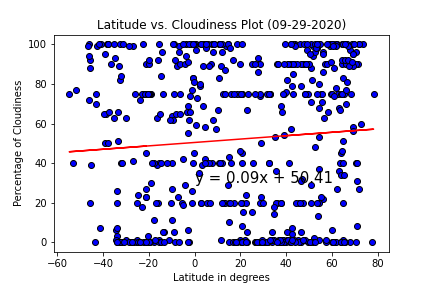 Latitude vs. Cloudiness Plot (09-29-2020)
100
80
60
40
20
0
Percentage of Cloudiness
y = 0.09x + 50.41
−60 −40 −20 0 20 40 60 80
Latitude in degrees